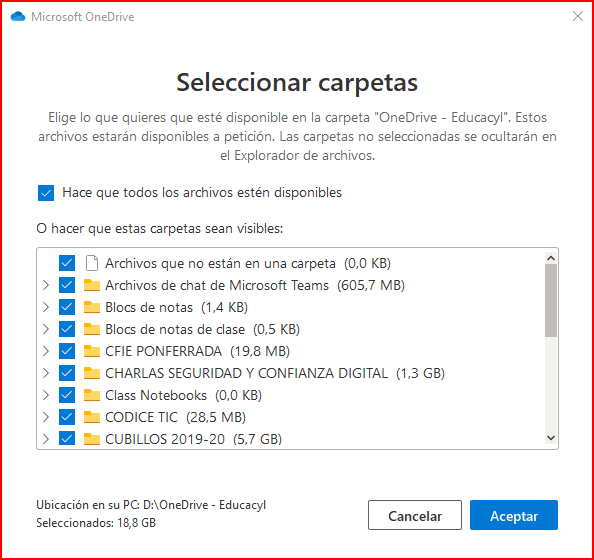 Microsoft OneDrive
Seleccionar carpetas
Elige lo que quieres que esté disponible en la carpeta "OneDrive - Educacyl". Estos
archivos estarán disponibles a petición. Las carpetas no seleccionadas se ocultarán en
el Explorador de archivos.
Hace que todos los archivos estén disponibles
O hacer que estas carpetas sean visibles:
Archivos que no están en una carpeta (0,0 KB)
Archivos de chat de Microsoft Teams (605,7 MB)
Blocs de notas (1,4 KB)
Blocs de notas de clase (0,5 KB)
CFIE PONFERRADA (19,8 MB)
CHARLAS SEGURIDAD Y CONFIANZA DIGITAL (1,3 GB)
Class Notebooks (0,0 KB)
CODICE TIC (28,5 MB)
CUBILLOS 2019-20 (5,7 GB)
Ubicación en su PC: D:\OneDrive - Educacyl
Seleccionados: 18,8 GB
Cancelar
Aceptar